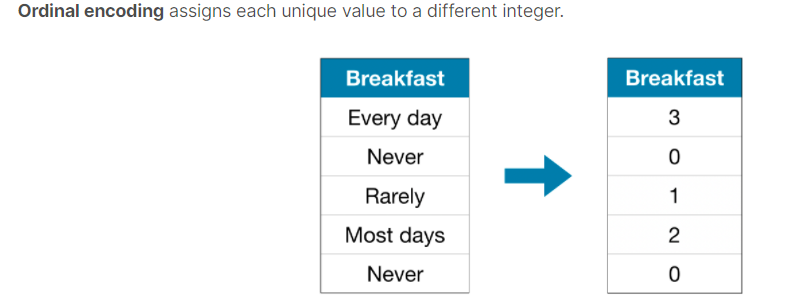 Ordinal encoding assigns each unique value to a different integer.
Breakfast Breakfast
Every day 3
Never 0
Rarely 1
Most days 2
Never 0